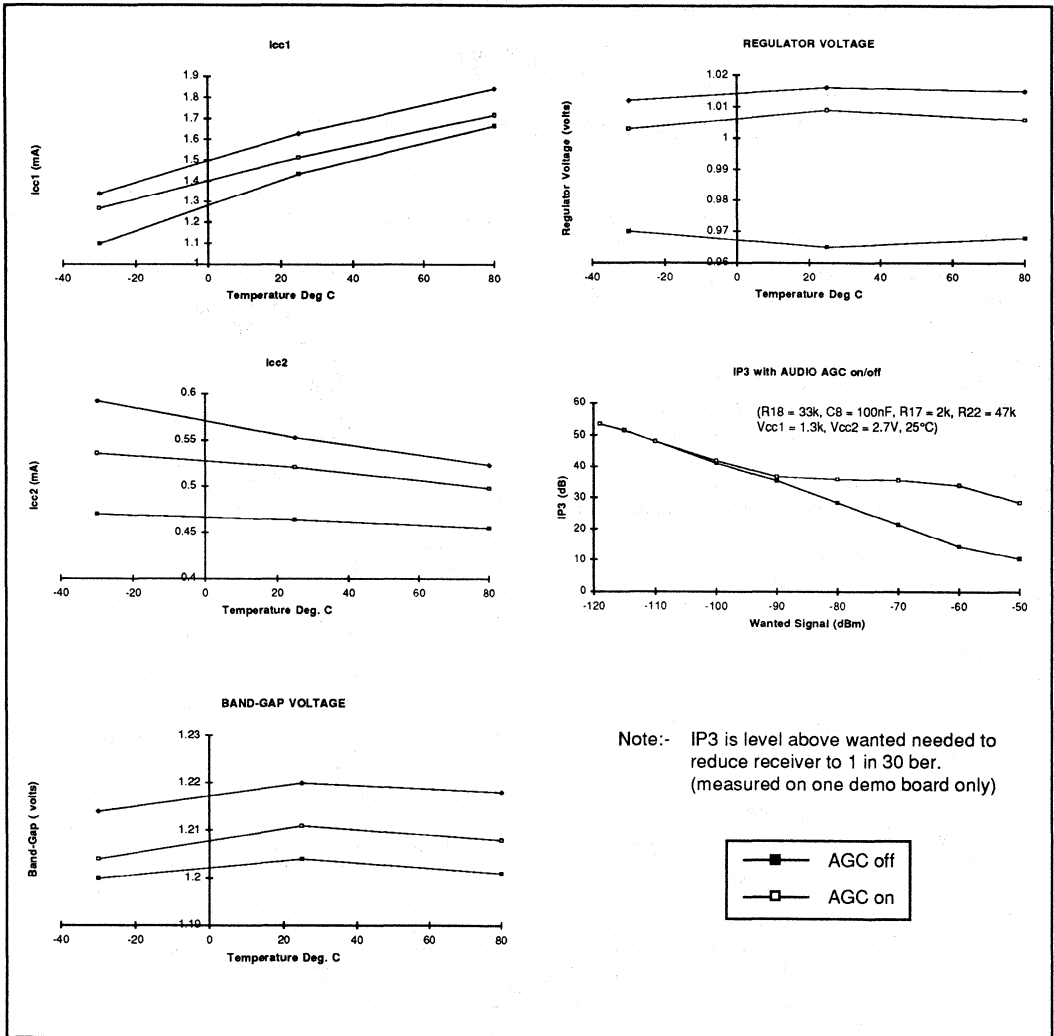 Icc1
1.9
1.8
1.7
1.6
1.5
1.4
1.3
1.2
1.1
1
Icc1 (mA)
-40 -20 0 20 40 60 80
Temperature Deg C
REGULATOR VOLTAGE
1.02
1.01
1
0.99
0.98
0.97
0.96
Regulator Voltage (volts)
-40 -20 0 20 40 60 80
Temperature Deg C
Icc2
0.6
0.55
0.5
0.45
0.4
Icc2 (mA)
-40 -20 0 20 40 60 80
Temperature Deg. C
IP3 with AUDIO AGC on/off
(R18 = 33k, C8 = 100nF, R17 = 2k, R22 = 47k
Vcc1 = 1.3k, Vcc2 = 2.7V, 25°C)
60
50
40
30
20
10
0
IP3 (dB)
-120 -110 -100 -90 -80 -70 -60 -50
Wanted Signal (dBm)
BAND-GAP VOLTAGE
1.23
1.22
1.21
1.2
1.19
Band-Gap ( volts)
-40 -20 0 20 40 60 80
Temperature Deg. C
Note:- IP3 is level above wanted needed to
reduce receiver to 1 in 30 ber.
(measured on one demo board only)
AGC off
AGC on